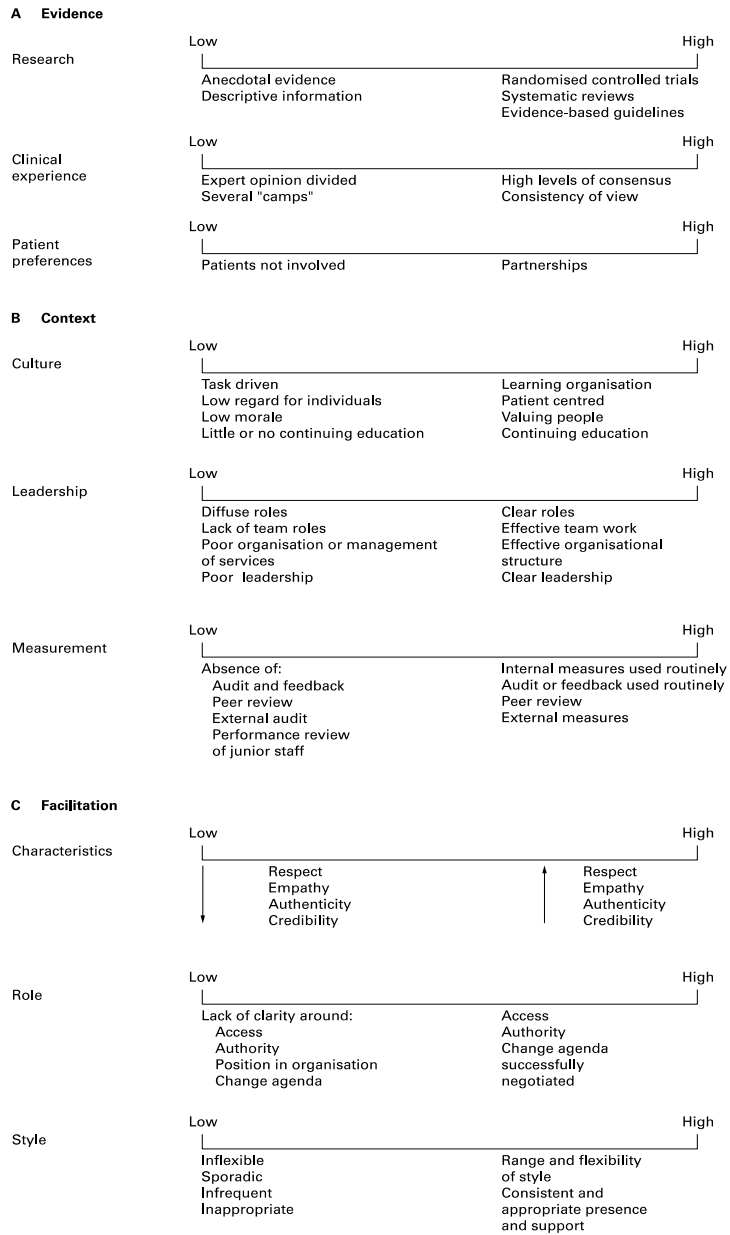 A Evidence
Low High
Research
Anecdotal evidence Randomised controlled trials
Descriptive information Systematic reviews
Evidence-based guidelines
Low High
Clinical
experience
Expert opinion divided High levels of consensus
Several "camps" Consistency of view
Low High
Patient
preferences
Patients not involved Partnerships
B Context
Low High
Culture
Task driven Learning organisation
Low regard for individuals Patient centred
Low morale Valuing people
Little or no continuing education Continuing education
Low High
Leadership
Diffuse roles Clear roles
Lack of team roles Effective team work
Poor organisation or management Effective organisational
of services structure
Poor leadership Clear leadership
Low High
Measurement
Absence of: Internal measures used routinely
Audit and feedback Audit or feedback used routinely
Peer review Peer review
External audit External measures
Performance review
of junior staff
C Facilitation
Low High
Characteristics
Respect Respect
Empathy Empathy
Authenticity Authenticity
Credibility Credibility
Low High
Role
Lack of clarity around: Access
Access Authority
Authority Change agenda
Position in organisation successfully
Change agenda negotiated
Low High
Style
Inflexible Range and flexibility
Sporadic of style
Infrequent Consistent and
Inappropriate appropriate presence
and support